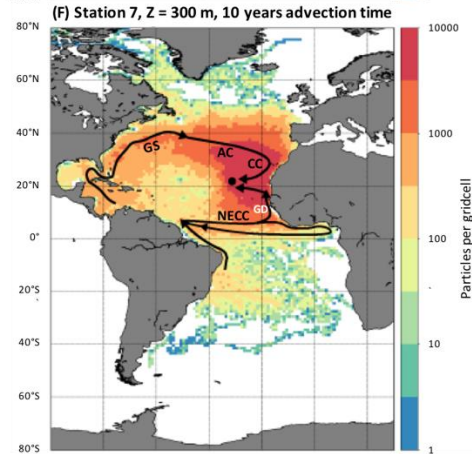 (F) Station 7, Z = 300 m, 10 years advection time
80°N
60°N
40°N
20°N
0°
20°S
40°S
60°S
80°S
GS
AC
CC
NECC
GD
10000
1000
100
10
1
Particles per gridcell